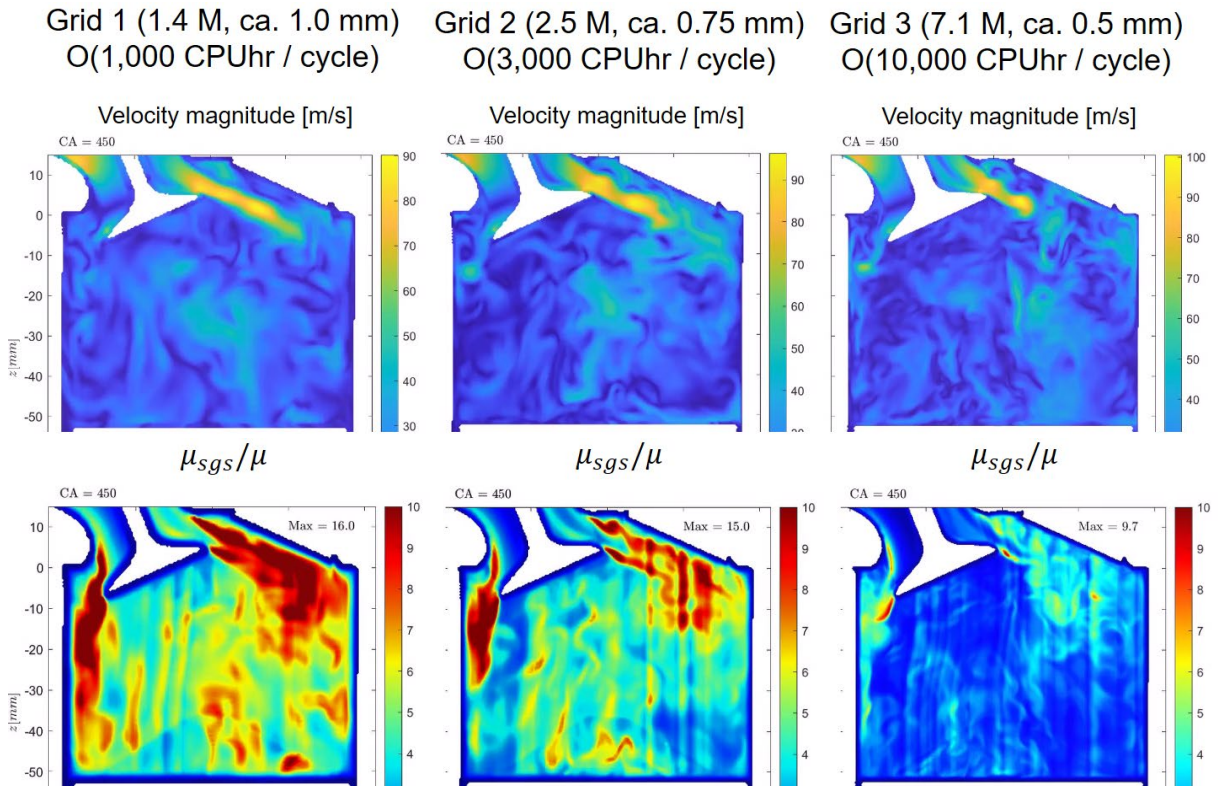 Grid 1 (1.4 M, ca. 1.0 mm)
O(1,000 CPUhr / cycle)
Grid 2 (2.5 M, ca. 0.75 mm)
O(3,000 CPUhr / cycle)
Grid 3 (7.1 M, ca. 0.5 mm)
O(10,000 CPUhr / cycle)
Velocity magnitude [m/s]
CA = 450
10
0
-10
-20
-30
-40
-50
z[mm]
90
80
70
60
50
40
30
Velocity magnitude [m/s]
CA = 450
90
80
70
60
50
40
30
Velocity magnitude [m/s]
CA = 450
100
90
80
70
60
50
40
μsgs/μ
CA = 450
Max = 16.0
10
0
-10
-20
-30
-40
-50
z[mm]
10
9
8
7
6
5
4
μsgs/μ
CA = 450
Max = 15.0
10
9
8
7
6
5
4
μsgs/μ
CA = 450
Max = 9.7
10
9
8
7
6
5
4